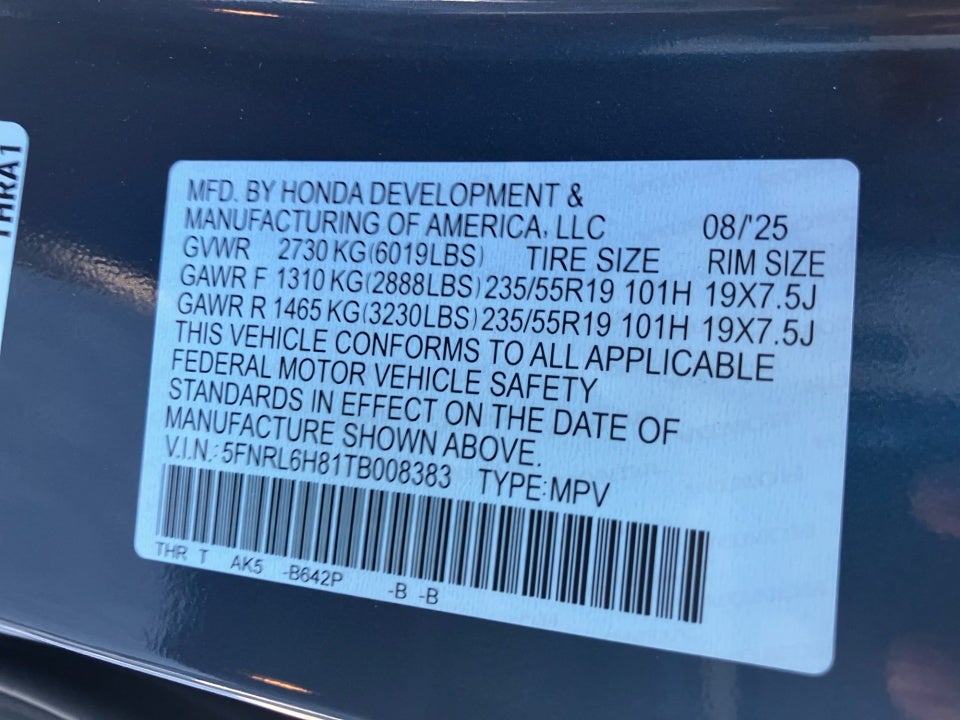 THRA1
MFD. BY HONDA DEVELOPMENT &
MANUFACTURING OF AMERICA, LLC 08/'25
GVWR 2730 KG(6019LBS) TIRE SIZE RIM SIZE
GAWR F 1310 KG(2888LBS) 235/55R19 101H 19X7.5J
GAWR R 1465 KG(3230LBS) 235/55R19 101H 19X7.5J
THIS VEHICLE CONFORMS TO ALL APPLICABLE
FEDERAL MOTOR VEHICLE SAFETY
STANDARDS IN EFFECT ON THE DATE OF
MANUFACTURE SHOWN ABOVE.
V.I.N.: 5FNRL6H81TB008383 TYPE:MPV
THR T AK5 -B642P -B -B